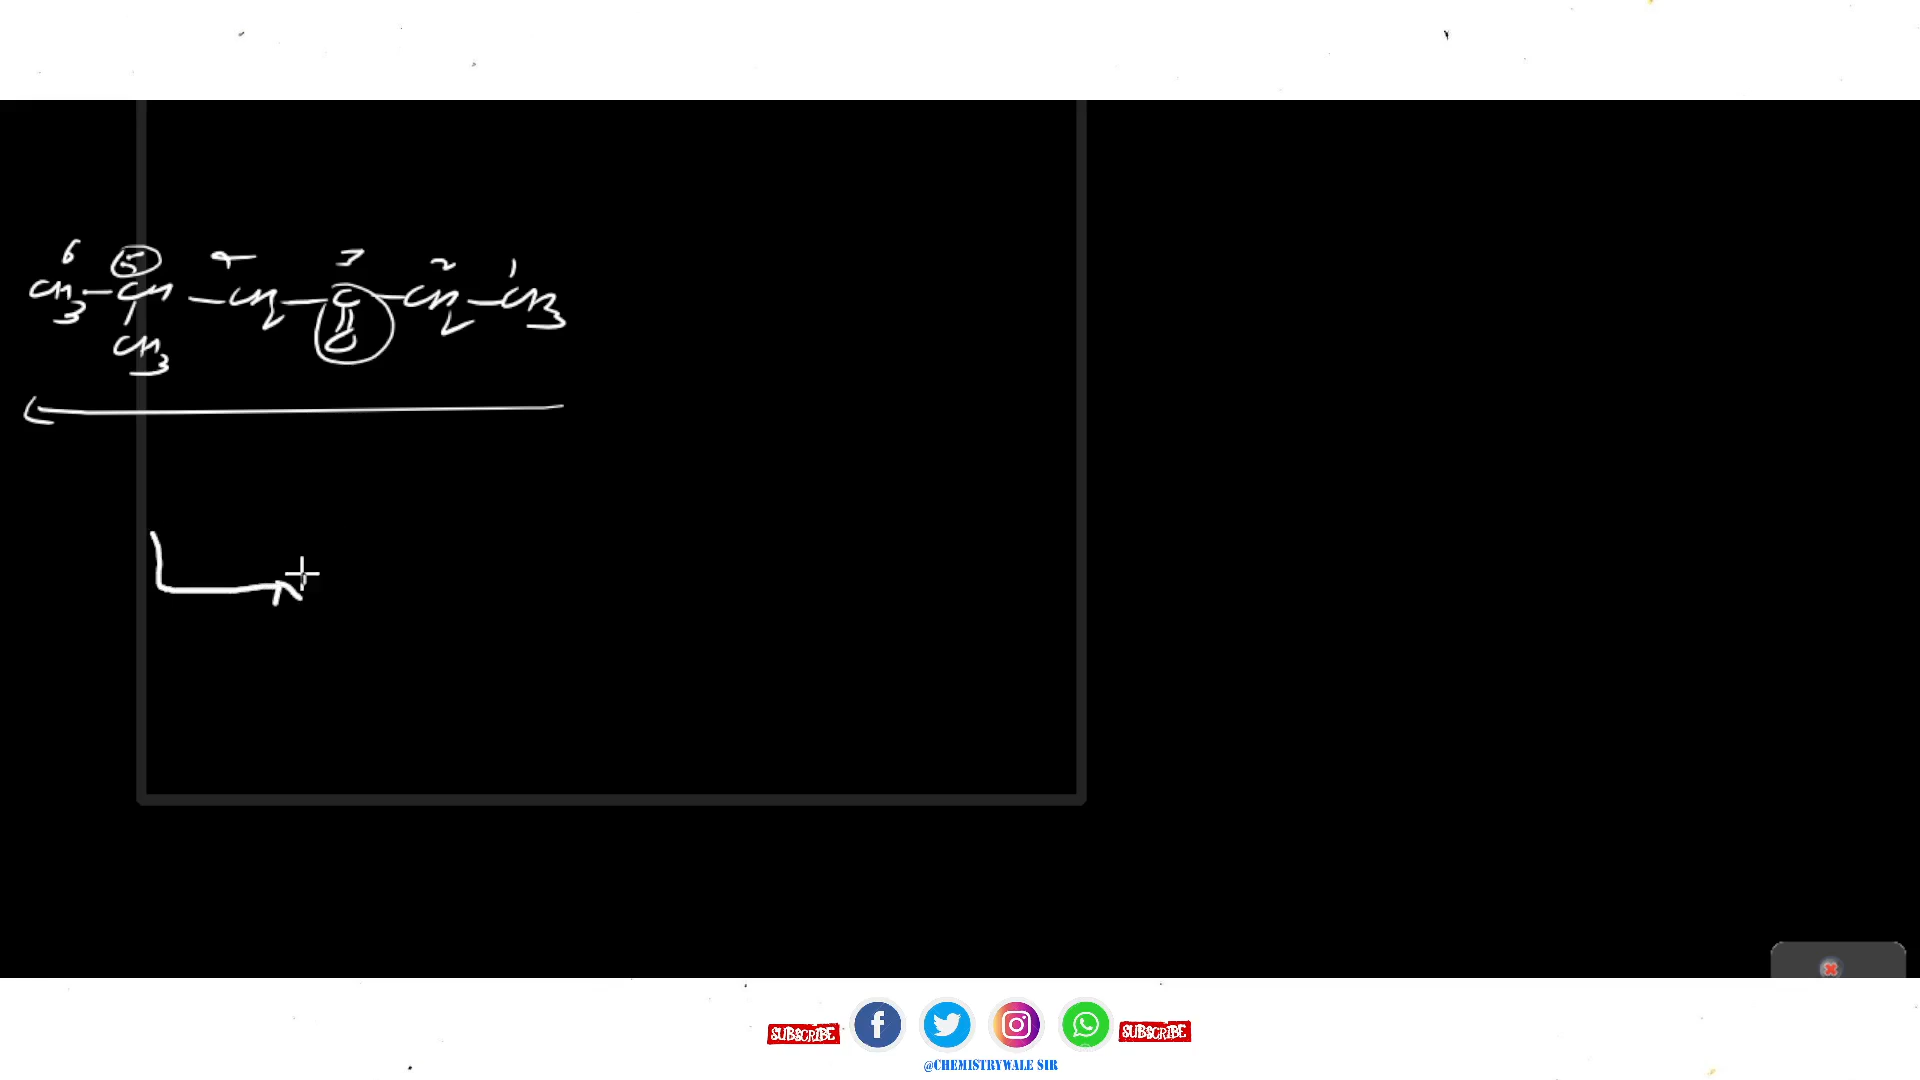 6 5 4 3 2 1
CH3-CH-CH2-C-CH2-CH3
CH3 O
SUBSCRIBE SUBSCRIBE
@CHEMISTRYWALE SIR